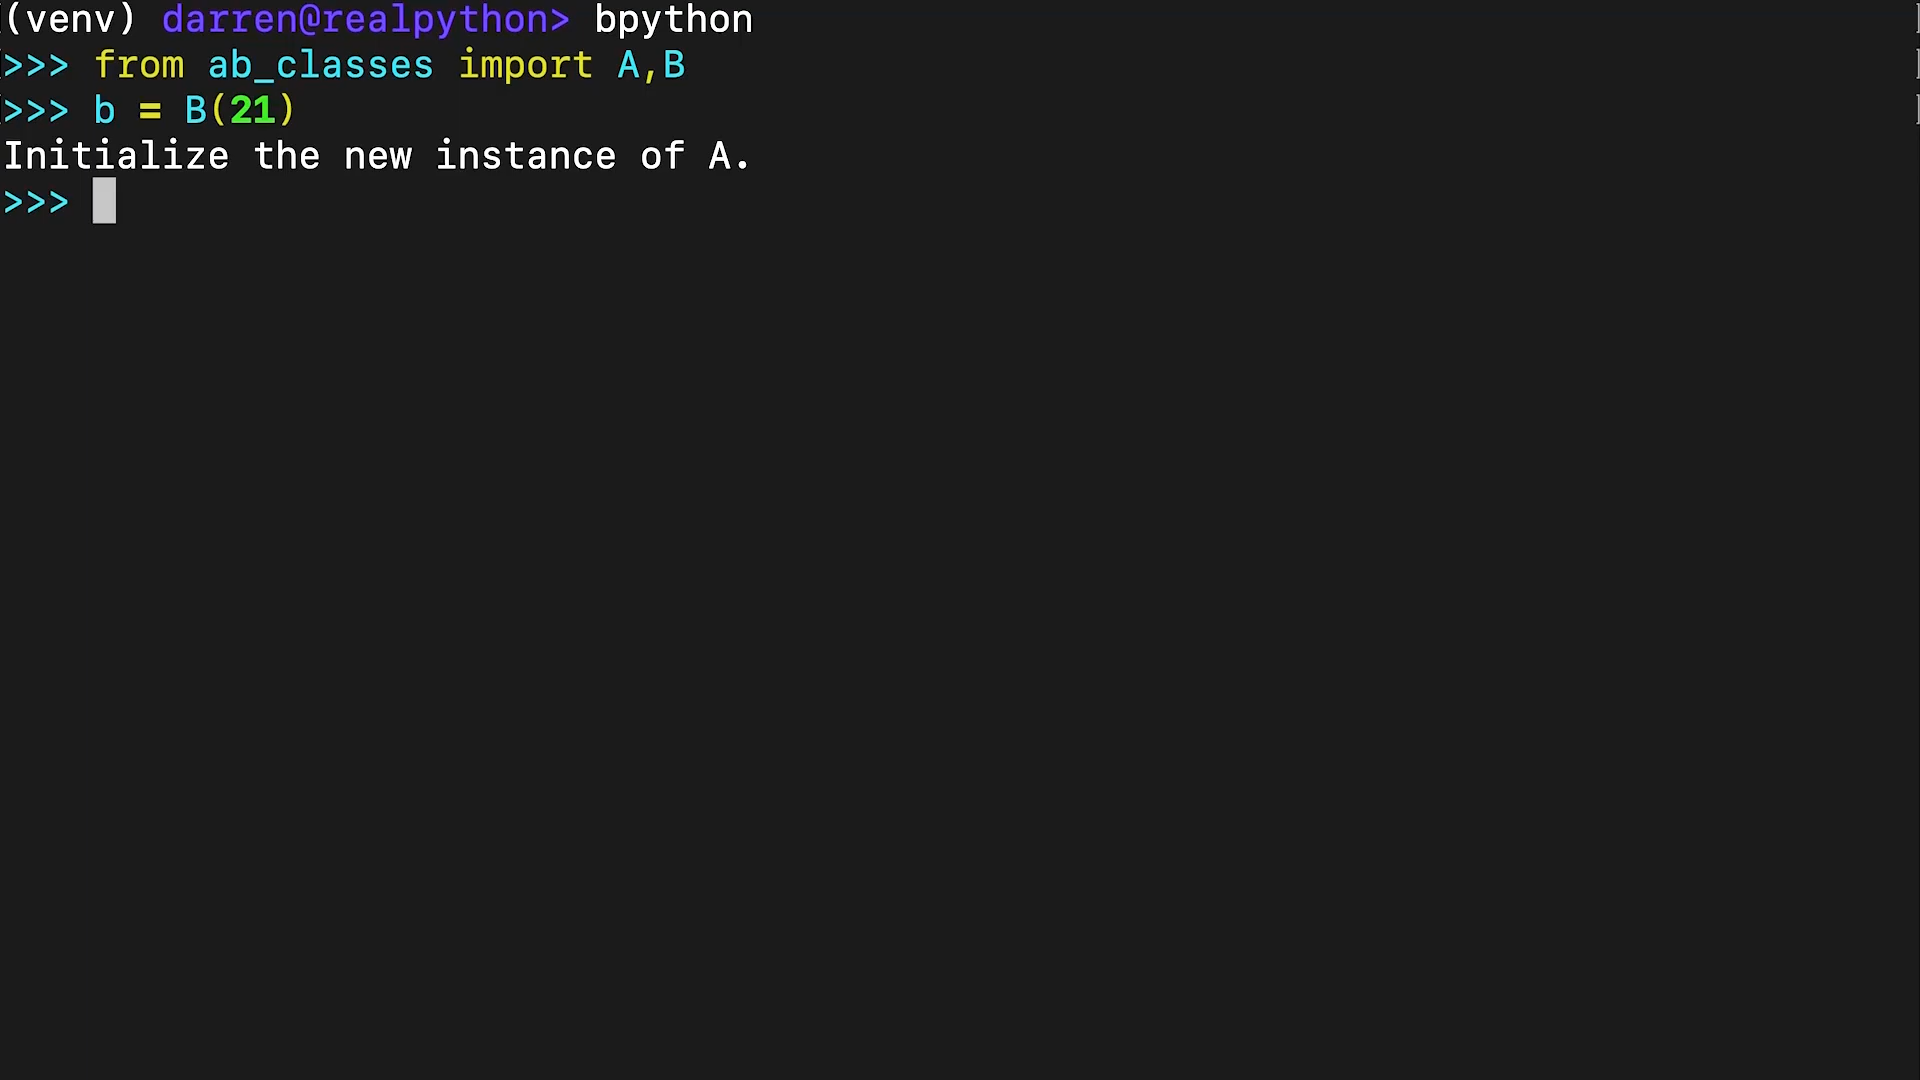 (venv) darren@realpython> bpython
>>> from ab_classes import A,B
>>> b = B(21)
Initialize the new instance of A.
>>>